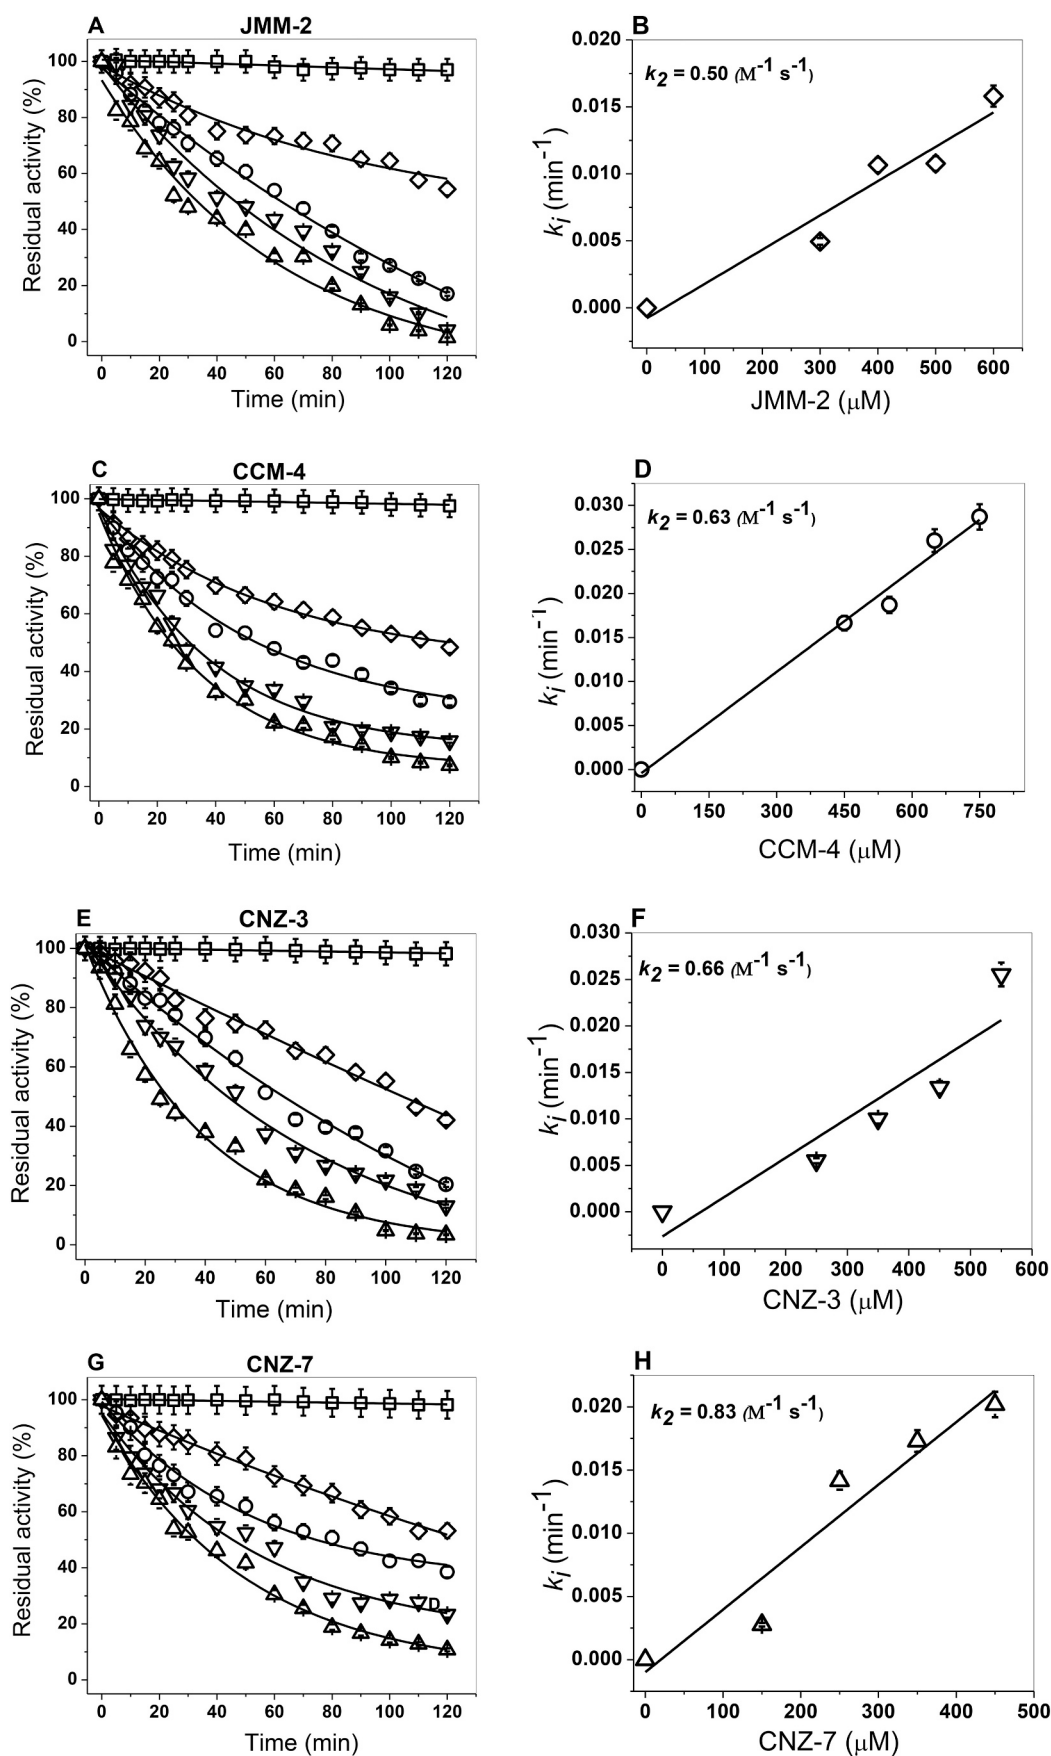 A
JMM-2
Residual activity (%)
100
80
60
40
20
0
0 20 40 60 80 100 120
Time (min)
B
k2 = 0.50 (M⁻¹ s⁻¹)
ki (min⁻¹)
0.020
0.015
0.010
0.005
0.000
0 100 200 300 400 500 600
JMM-2 (μM)
C
CCM-4
Residual activity (%)
100
80
60
40
20
0
0 20 40 60 80 100 120
Time (min)
D
k2 = 0.63 (M⁻¹ s⁻¹)
ki (min⁻¹)
0.030
0.025
0.020
0.015
0.010
0.005
0.000
0 150 300 450 600 750
CCM-4 (μM)
E
CNZ-3
Residual activity (%)
100
80
60
40
20
0
0 20 40 60 80 100 120
Time (min)
F
k2 = 0.66 (M⁻¹ s⁻¹)
ki (min⁻¹)
0.030
0.025
0.020
0.015
0.010
0.005
0.000
0 100 200 300 400 500 600
CNZ-3 (μM)
G
CNZ-7
Residual activity (%)
100
80
60
40
20
0
D
0 20 40 60 80 100 120
Time (min)
H
k2 = 0.83 (M⁻¹ s⁻¹)
ki (min⁻¹)
0.020
0.015
0.010
0.005
0.000
0 100 200 300 400 500
CNZ-7 (μM)